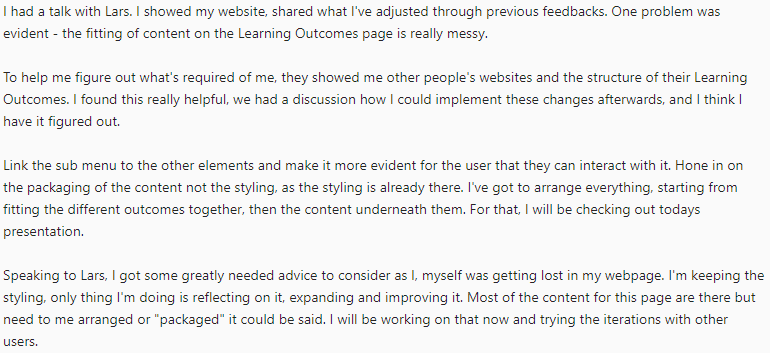 I had a talk with Lars. I showed my website, shared what I've adjusted through previous feedbacks. One problem was
evident - the fitting of content on the Learning Outcomes page is really messy.
To help me figure out what's required of me, they showed me other people's websites and the structure of their Learning
Outcomes. I found this really helpful, we had a discussion how I could implement these changes afterwards, and I think I
have it figured out.
Link the sub menu to the other elements and make it more evident for the user that they can interact with it. Hone in on
the packaging of the content not the styling, as the styling is already there. I've got to arrange everything, starting from
fitting the different outcomes together, then the content underneath them. For that, I will be checking out todays
presentation.
Speaking to Lars, I got some greatly needed advice to consider as I, myself was getting lost in my webpage. I'm keeping the
styling, only thing I'm doing is reflecting on it, expanding and improving it. Most of the content for this page are there but
need to me arranged or "packaged" it could be said. I will be working on that now and trying the iterations with other
users.